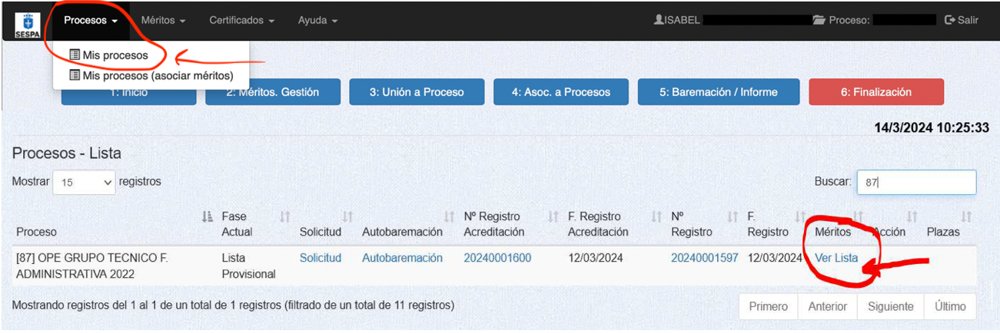 SESPA
Procesos Méritos Certificados Ayuda ISABEL Proceso: Salir
Mis procesos
Mis procesos (asociar méritos)
1: Inicio 2: Méritos. Gestión 3: Unión a Proceso 4: Asoc. a Procesos 5: Baremación / Informe 6: Finalización
14/3/2024 10:25:33
Procesos - Lista
Mostrar 15 registros Buscar: 87
Proceso Fase Actual Solicitud Autobaremación Nº Registro Acreditación F. Registro Acreditación Nº Registro F. Registro Méritos Acción Plazas
[87] OPE GRUPO TECNICO F. ADMINISTRATIVA 2022 Lista Provisional Solicitud Autobaremación 20240001600 12/03/2024 20240001597 12/03/2024 Ver Lista
Mostrando registros del 1 al 1 de un total de 1 registros (filtrado de un total de 11 registros) Primero Anterior Siguiente Último